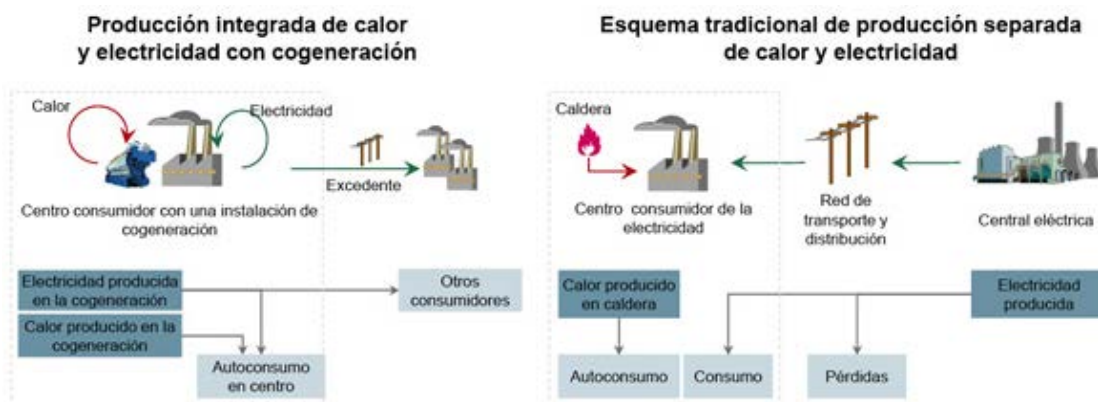 Producción integrada de calor
y electricidad con cogeneración
Calor
Electricidad
Excedente
Centro consumidor con una instalación de
cogeneración
Electricidad producida
en la cogeneración
Calor producido en la
cogeneración
Otros
consumidores
Autoconsumo
en centro
Esquema tradicional de producción separada
de calor y electricidad
Caldera
Centro consumidor de la
electricidad
Red de
transporte y
distribución
Central eléctrica
Calor producido
en caldera
Electricidad
producida
Autoconsumo
Consumo
Pérdidas